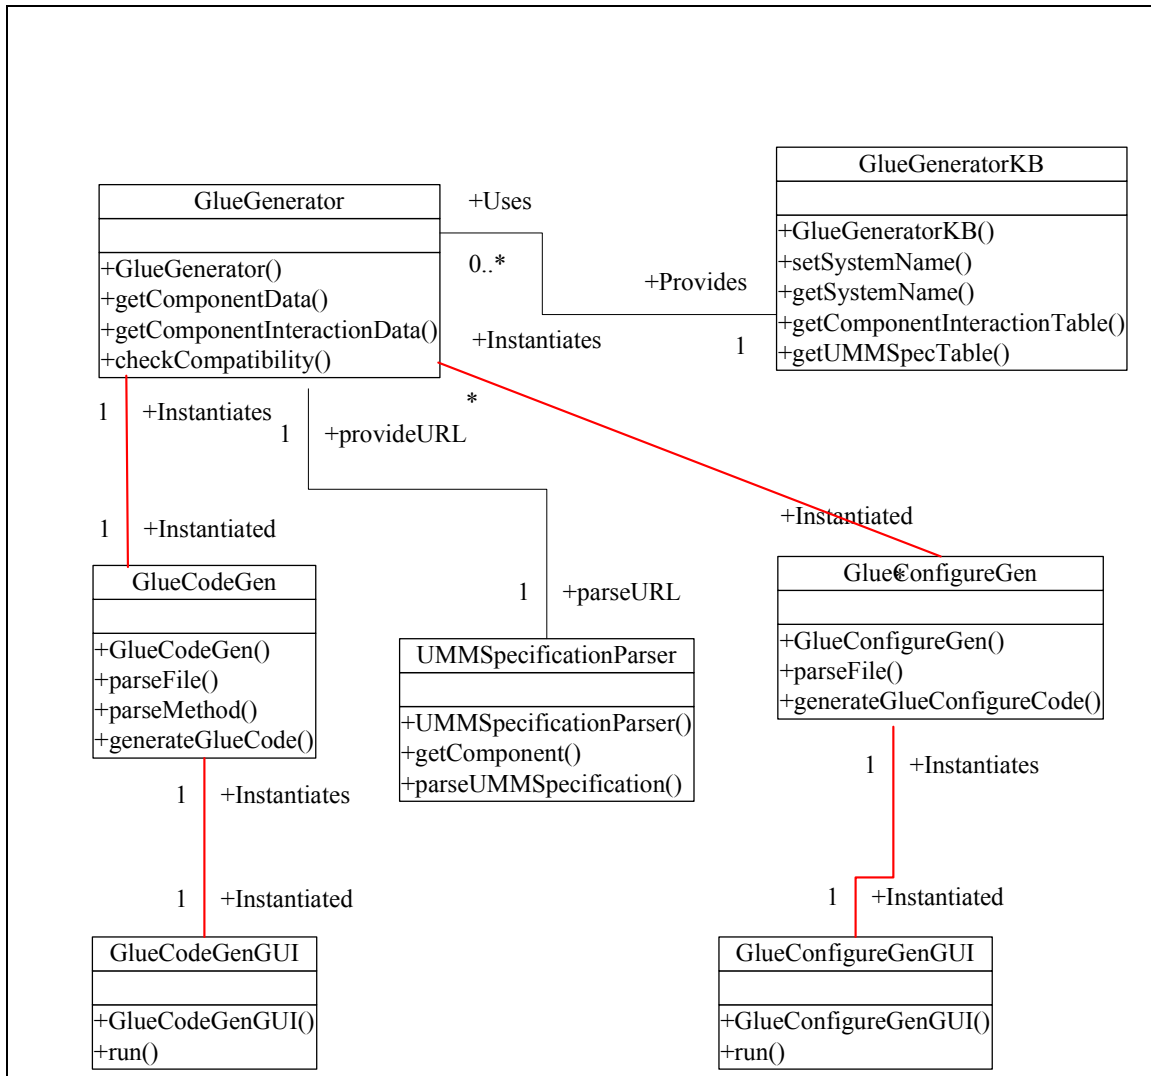 GlueGeneratorKB
+GlueGeneratorKB()
+setSystemName()
+getSystemName()
+getComponentInteractionTable()
+getUMMSpecTable()
GlueGenerator
+GlueGenerator()
+getComponentData()
+getComponentInteractionData()
+checkCompatibility()
+Uses
0..*
+Provides
1
+Instantiates
*
1
+Instantiates
1
+provideURL
1
+Instantiated
+Instantiated
*
GlueCodeGen
+GlueCodeGen()
+parseFile()
+parseMethod()
+generateGlueCode()
1
+parseURL
UMMSpecificationParser
+UMMSpecificationParser()
+getComponent()
+parseUMMSpecification()
GlueConfigureGen
+GlueConfigureGen()
+parseFile()
+generateGlueConfigureCode()
1
+Instantiates
1
+Instantiates
1
+Instantiated
1
+Instantiated
GlueCodeGenGUI
+GlueCodeGenGUI()
+run()
GlueConfigureGenGUI
+GlueConfigureGenGUI()
+run()